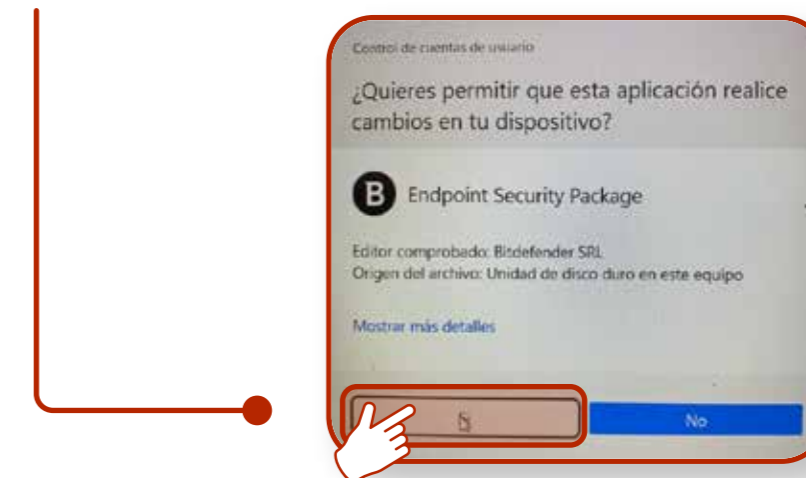 Control de cuentas de usuario
¿Quieres permitir que esta aplicación realice
cambios en tu dispositivo?
B
Endpoint Security Package
Editor comprobado: Bitdefender SRL
Origen del archivo: Unidad de disco duro en este equipo
Mostrar más detalles
No